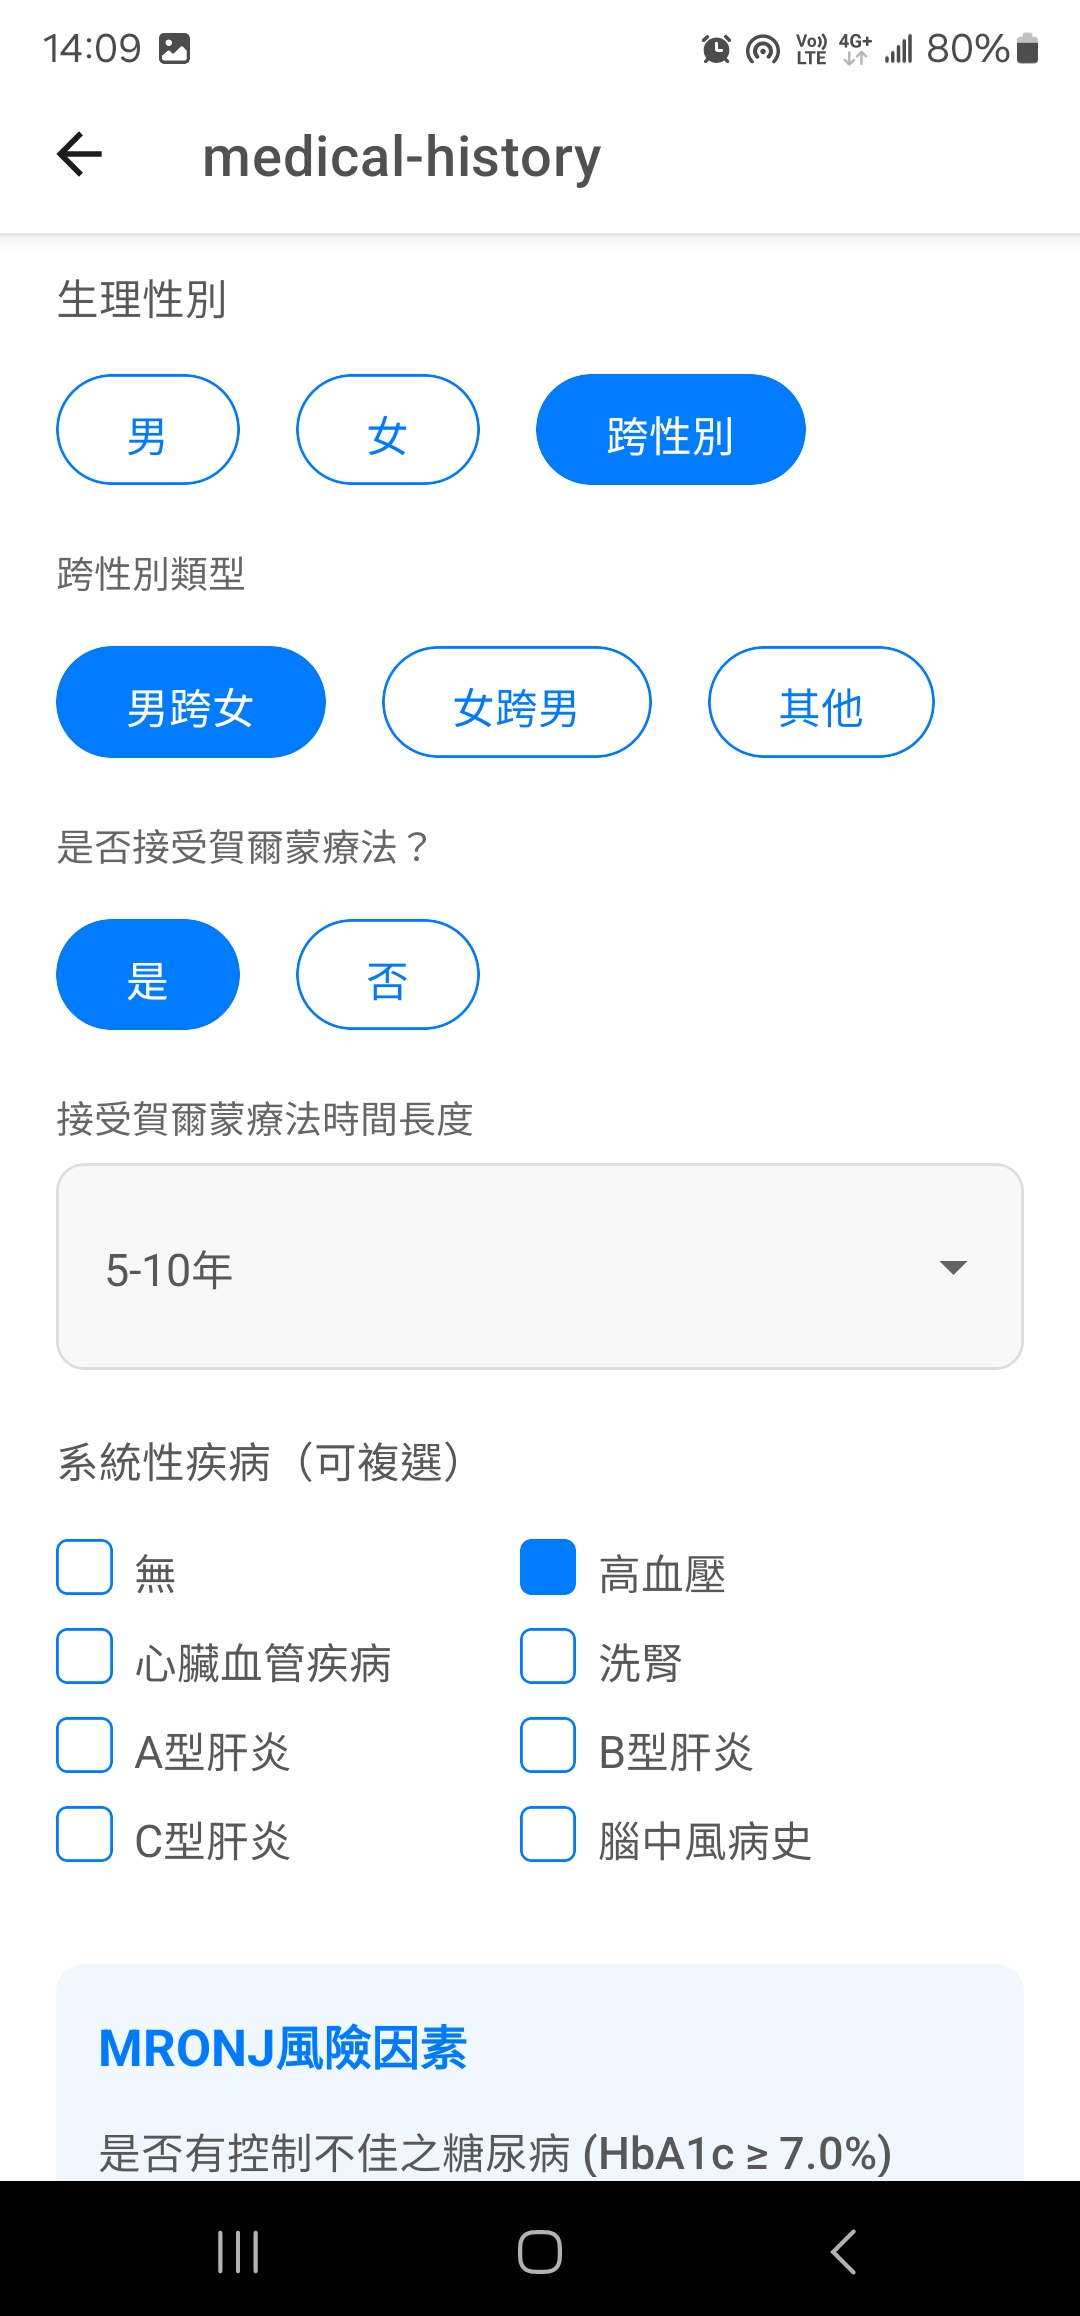 14:09 Vo)) LTE 4G+ 80%
medical-history
生理性別
男 女 跨性別
跨性別類型
男跨女 女跨男 其他
是否接受賀爾蒙療法？
是 否
接受賀爾蒙療法時間長度
5-10年
系統性疾病（可複選）
無 高血壓
心臟血管疾病 洗腎
A型肝炎 B型肝炎
C型肝炎 腦中風病史
MRONJ風險因素
是否有控制不佳之糖尿病 (HbA1c ≥ 7.0%)